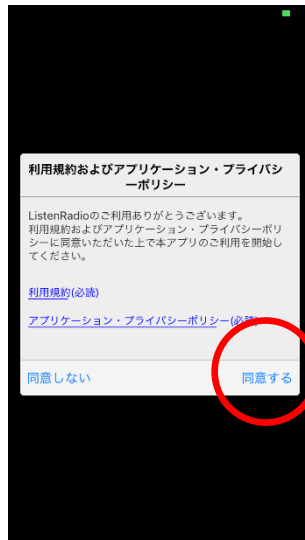 利用規約およびアプリケーション・プライバシ
ーポリシー
ListenRadioのご利用ありがとうございます。
利用規約およびアプリケーション・プライバシーポリ
シーに同意いただいた上で本アプリのご利用を開始し
てください。
利用規約(必読)
アプリケーション・プライバシーポリシー(必読)
同意しない
同意する